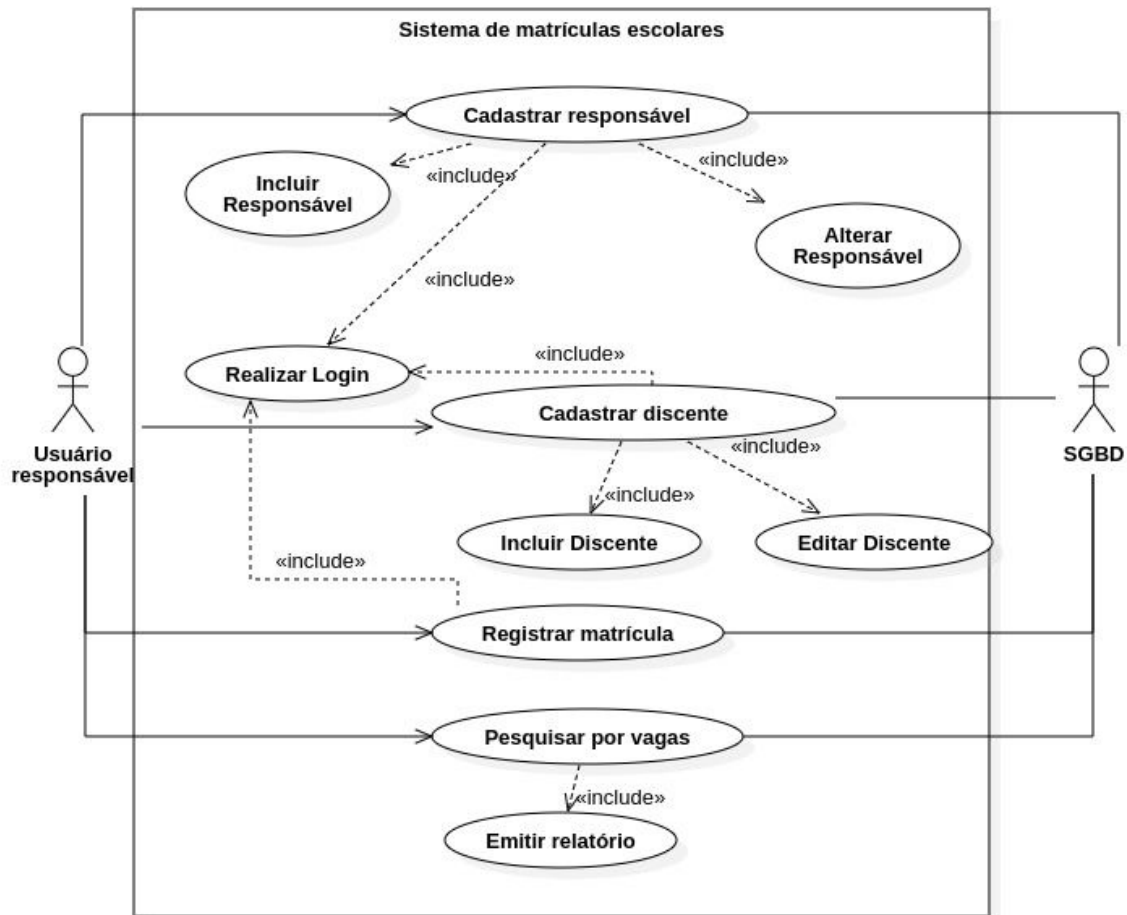 Sistema de matrículas escolares
Cadastrar responsável
«include»
«include»
Incluir
Responsável
Alterar
Responsável
«include»
Realizar Login
«include»
Cadastrar discente
Usuário
responsável
SGBD
«include»
«include»
Incluir Discente
Editar Discente
«include»
Registrar matrícula
Pesquisar por vagas
«include»
Emitir relatório